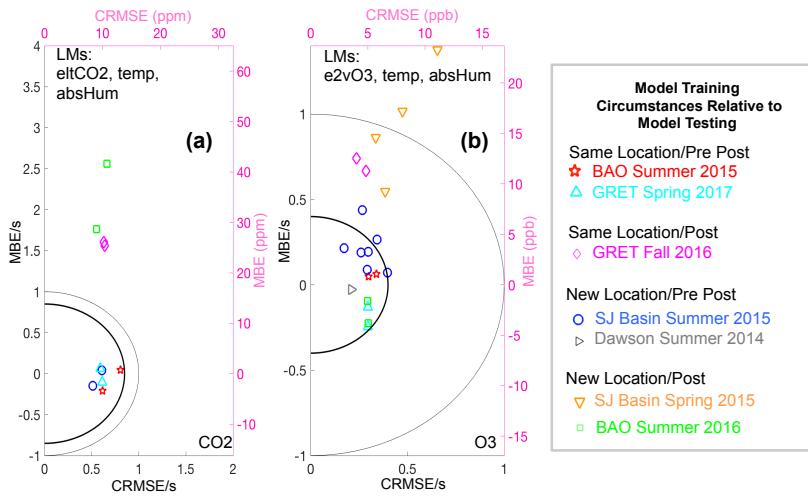 CRMSE (ppm)
0 10 20 30
LMs:
eltCO2, temp,
absHum
(a)
4
3.5
3
2.5
2
1.5
1
0.5
0
-0.5
-1
MBE/s
60
50
40
30
20
10
0
-10
MBE (ppm)
CO2
0 0.5 1 1.5 2
CRMSE/s
CRMSE (ppb)
0 5 10 15
LMs:
e2vO3, temp, absHum
(b)
1
0.5
0
-0.5
-1
MBE/s
20
15
10
5
0
-5
-10
-15
MBE (ppb)
O3
0 0.5 1
CRMSE/s
Model Training
Circumstances Relative to
Model Testing
Same Location/Pre Post
BAO Summer 2015
GRET Spring 2017
Same Location/Post
GRET Fall 2016
New Location/Pre Post
SJ Basin Summer 2015
Dawson Summer 2014
New Location/Post
SJ Basin Spring 2015
BAO Summer 2016